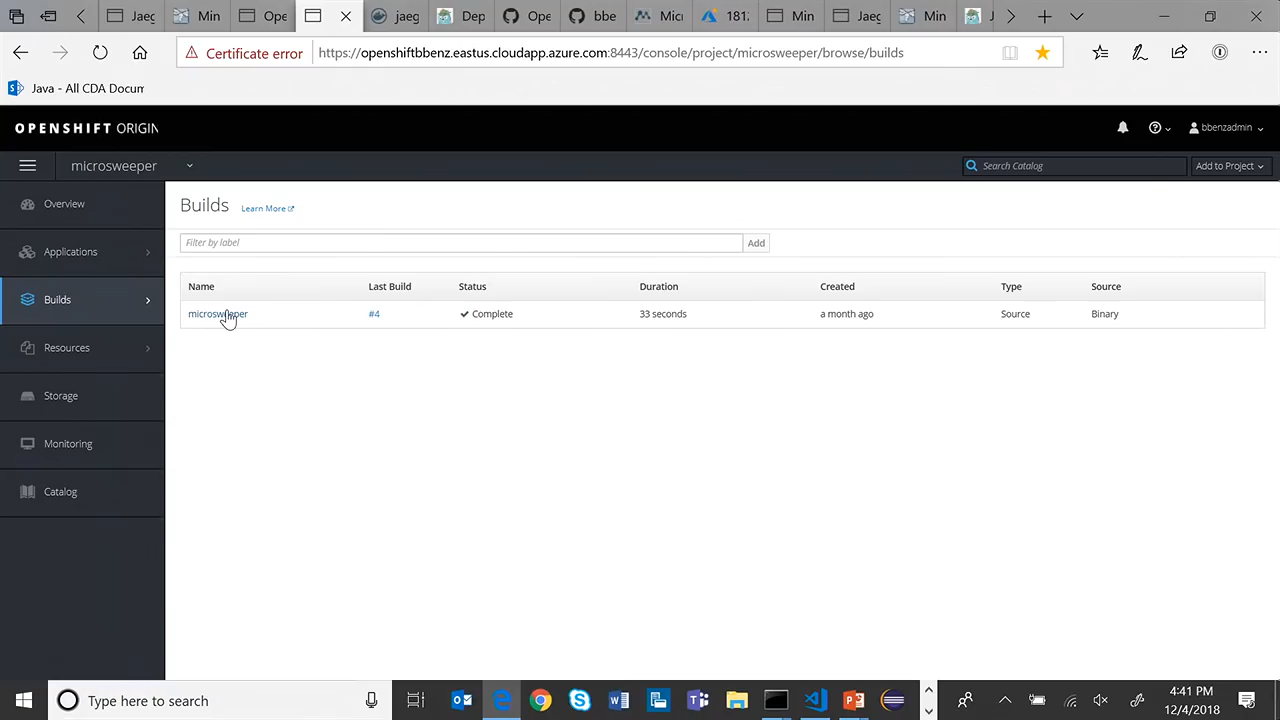 Jaeg
Min
Ope
jaeg
Dep
Ope
bbe
Micr
181
Min
Jaeg
Min
J
Certificate error
https://openshiftbbenz.eastus.cloudapp.azure.com:8443/console/project/microsweeper/browse/builds
Java - All CDA Docum
OPENSHIFT ORIGIN
bbenzadmin
microsweeper
Search Catalog
Add to Project
Overview
Applications
Builds
Resources
Storage
Monitoring
Catalog
Builds
Learn More
Filter by label
Add
Name Last Build Status Duration Created Type Source
microsweeper #4 Complete 33 seconds a month ago Source Binary
Type here to search
4:41 PM
12/4/2018